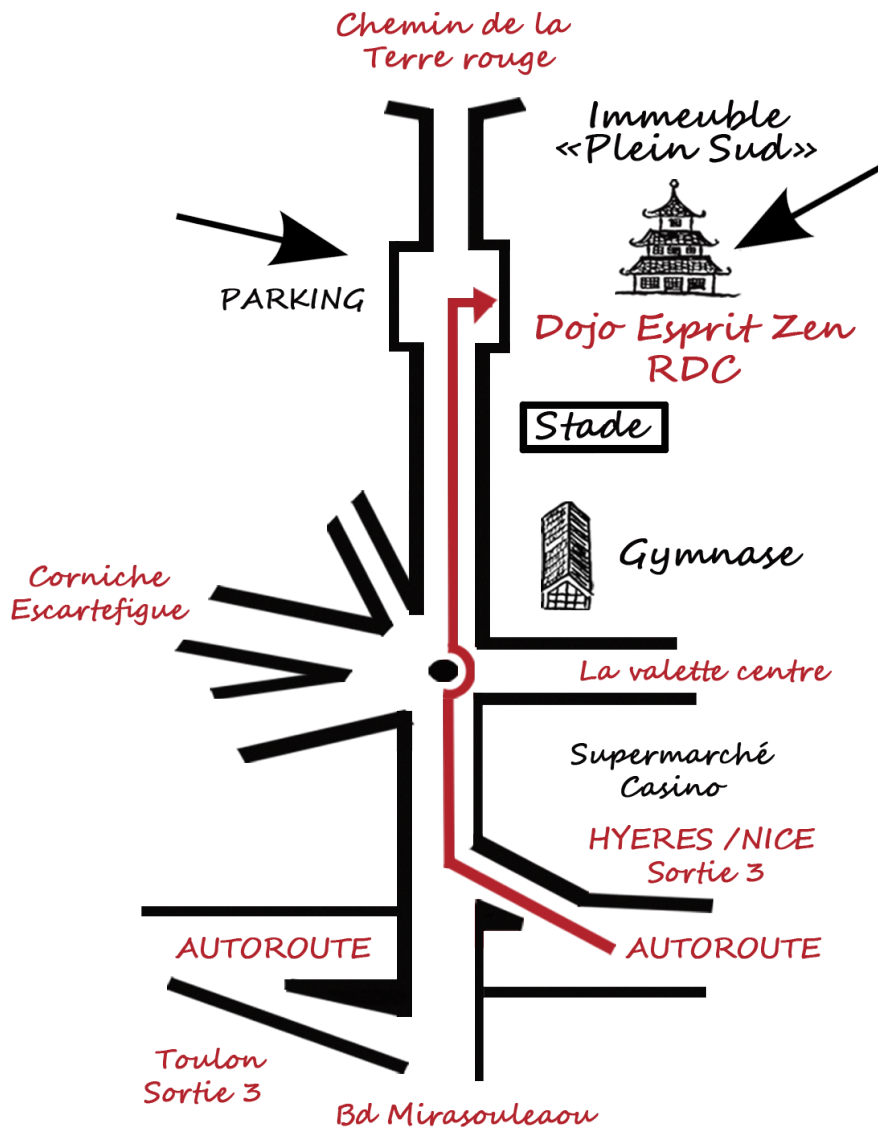 Chemin de la
Terre rouge
Immeuble
«Plein Sud»
PARKING
Dojo Esprit Zen
RDC
Stade
Gymnase
Corniche
Escartefigue
La valette centre
Supermarché
Casino
HYERES /NICE
Sortie 3
AUTOROUTE
AUTOROUTE
Toulon
Sortie 3
Bd Mirasouleaou